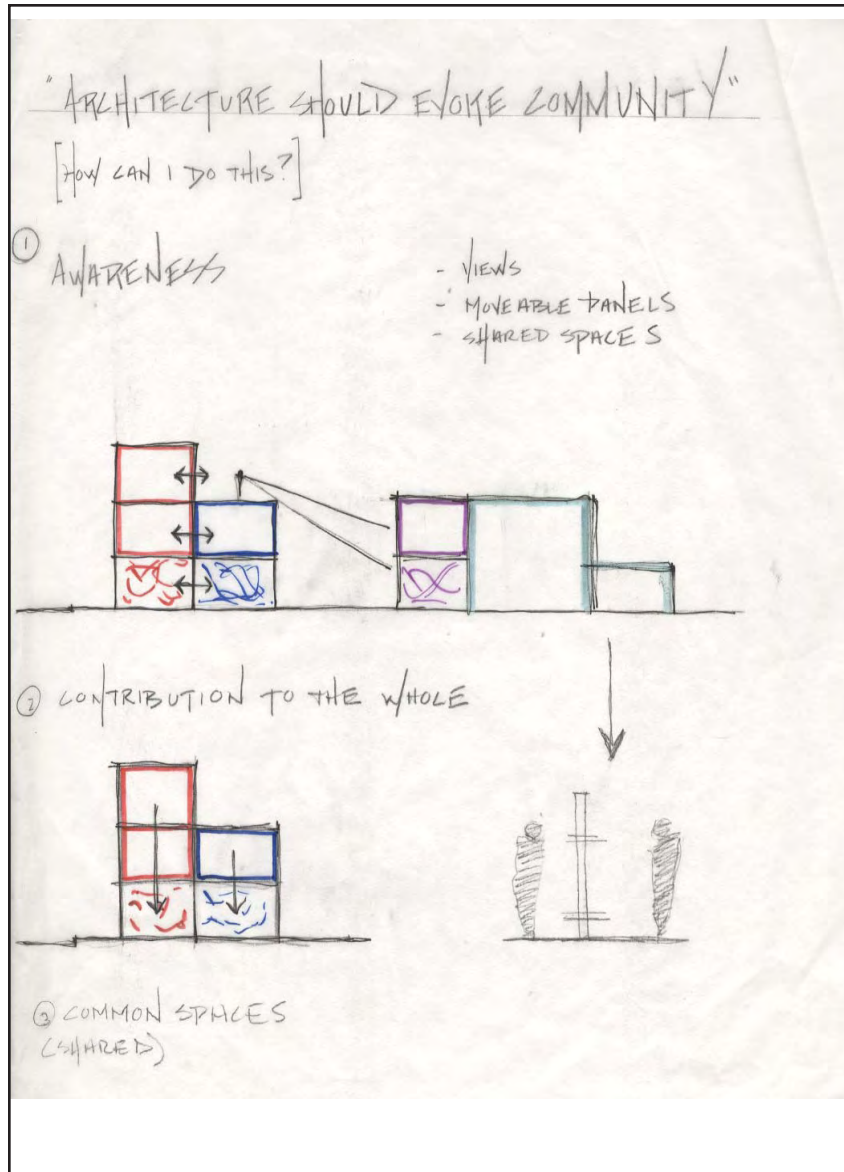 "ARCHITECTURE SHOULD EVOKE COMMUNITY"
[HOW CAN I DO THIS?]
① AWARENESS
- VIEWS
- MOVEABLE PANELS
- SHARED SPACES
② CONTRIBUTION TO THE WHOLE
③ COMMON SPACES
(SHARED)